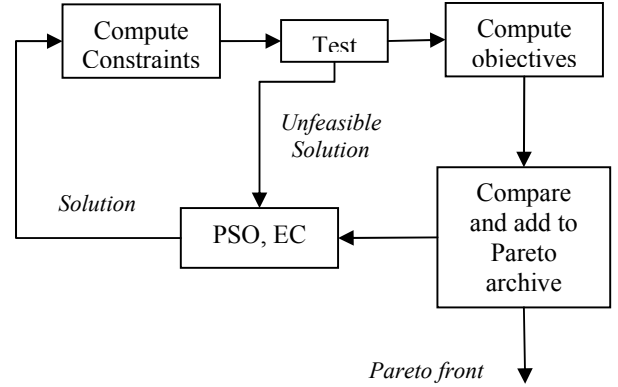 Compute
Constraints
Test
Compute
objectives
Unfeasible
Solution
Solution
PSO, EC
Compare
and add to
Pareto
archive
Pareto front